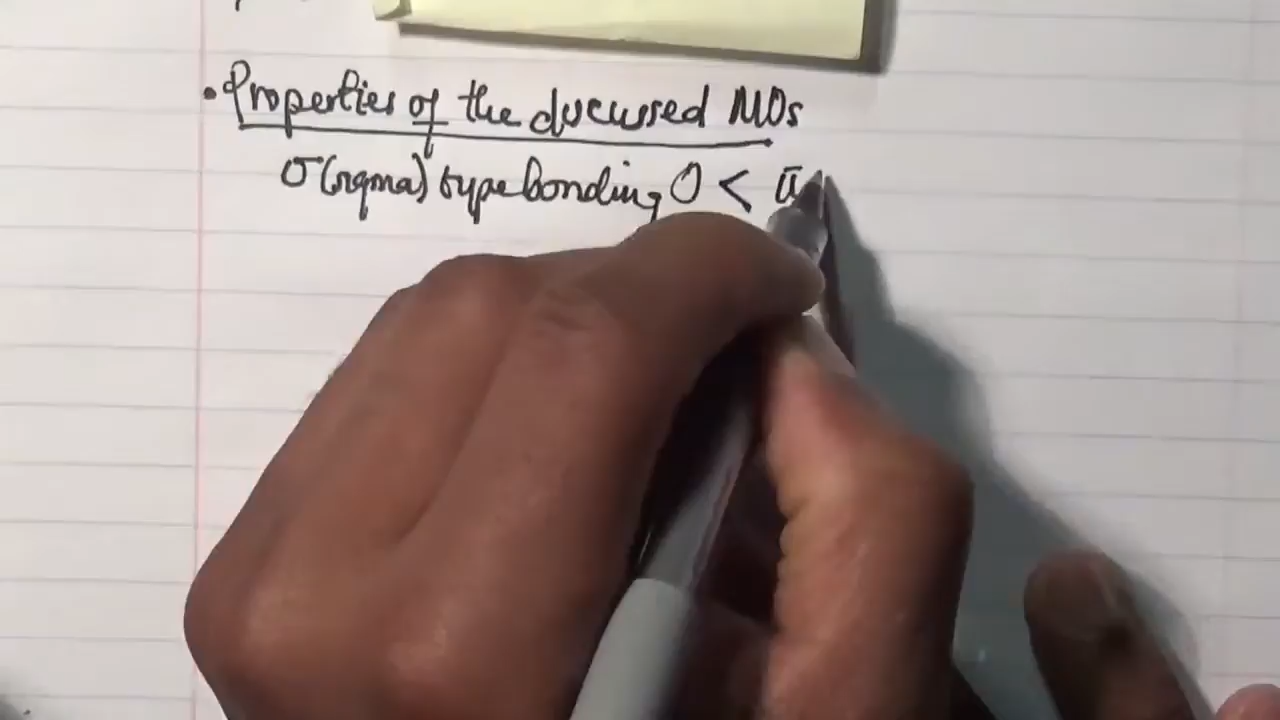 • Properties of the discussed MOs
σ (sigma) type bonding O < π